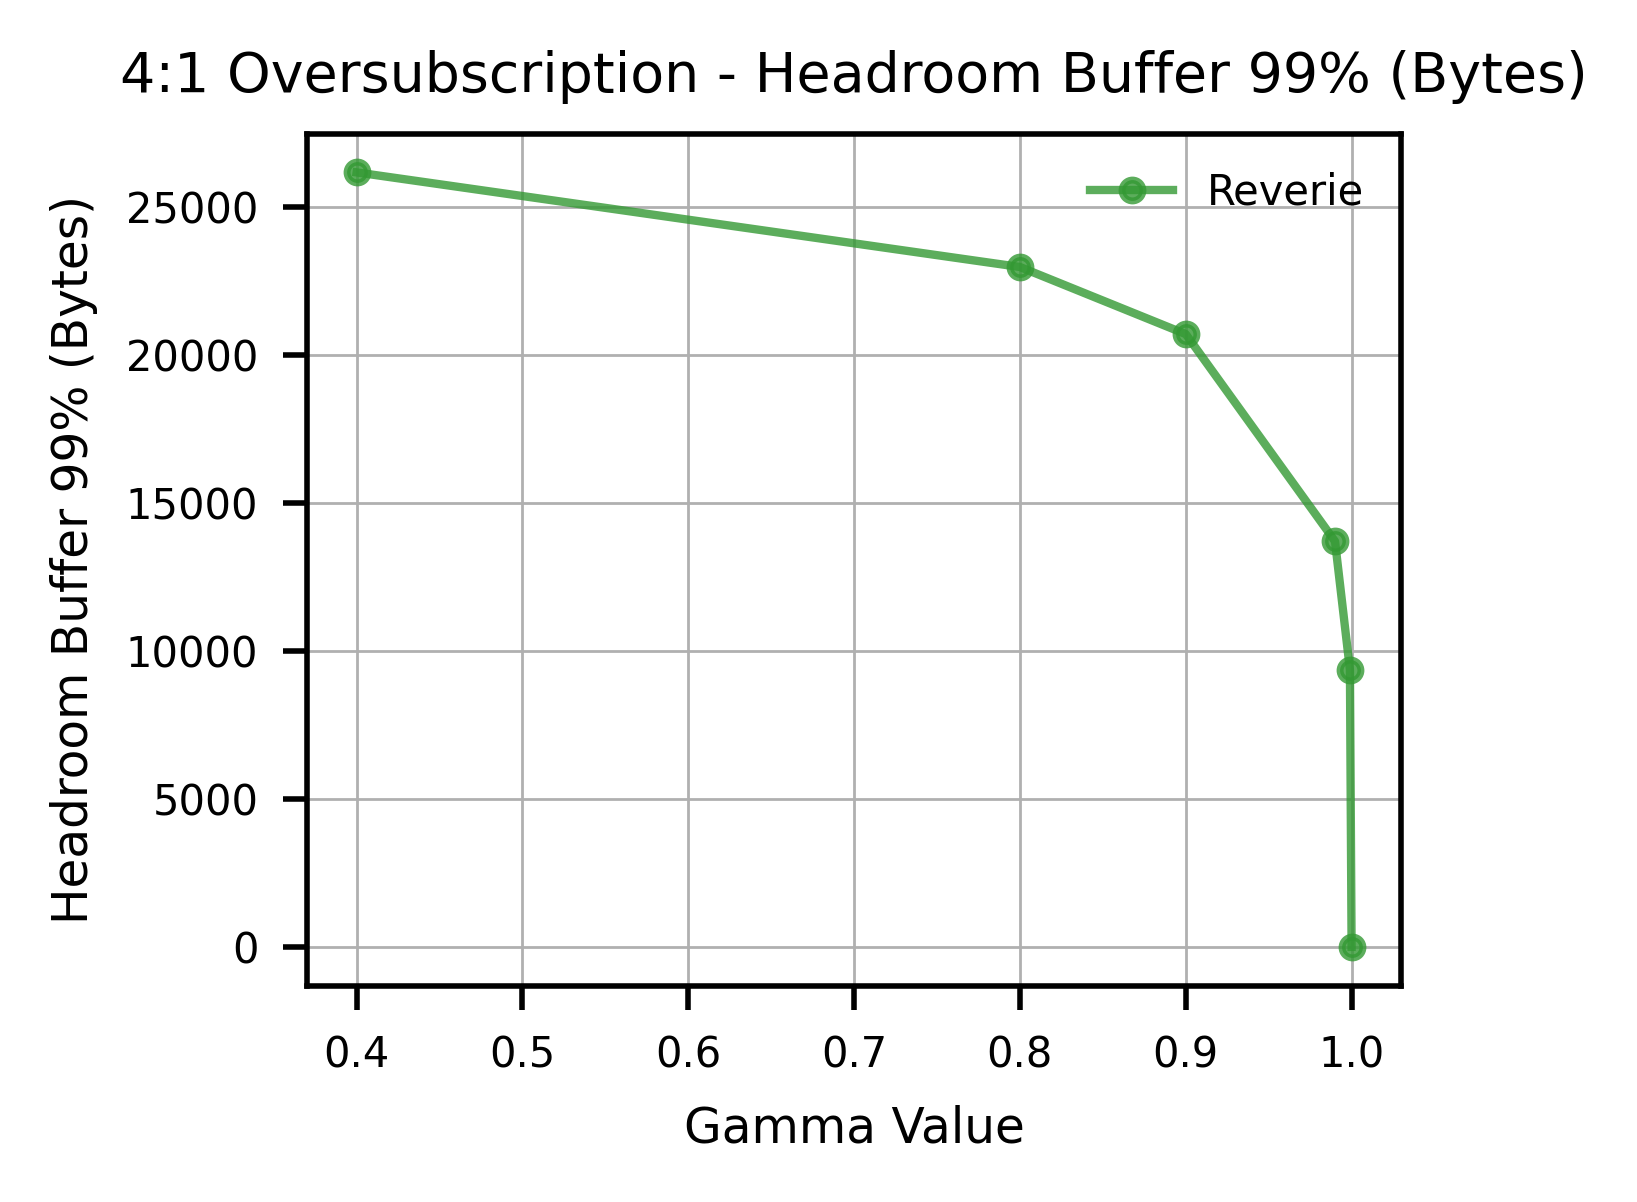 4:1 Oversubscription - Headroom Buffer 99% (Bytes)
Headroom Buffer 99% (Bytes)
25000
20000
15000
10000
5000
0
Reverie
0.4 0.5 0.6 0.7 0.8 0.9 1.0
Gamma Value